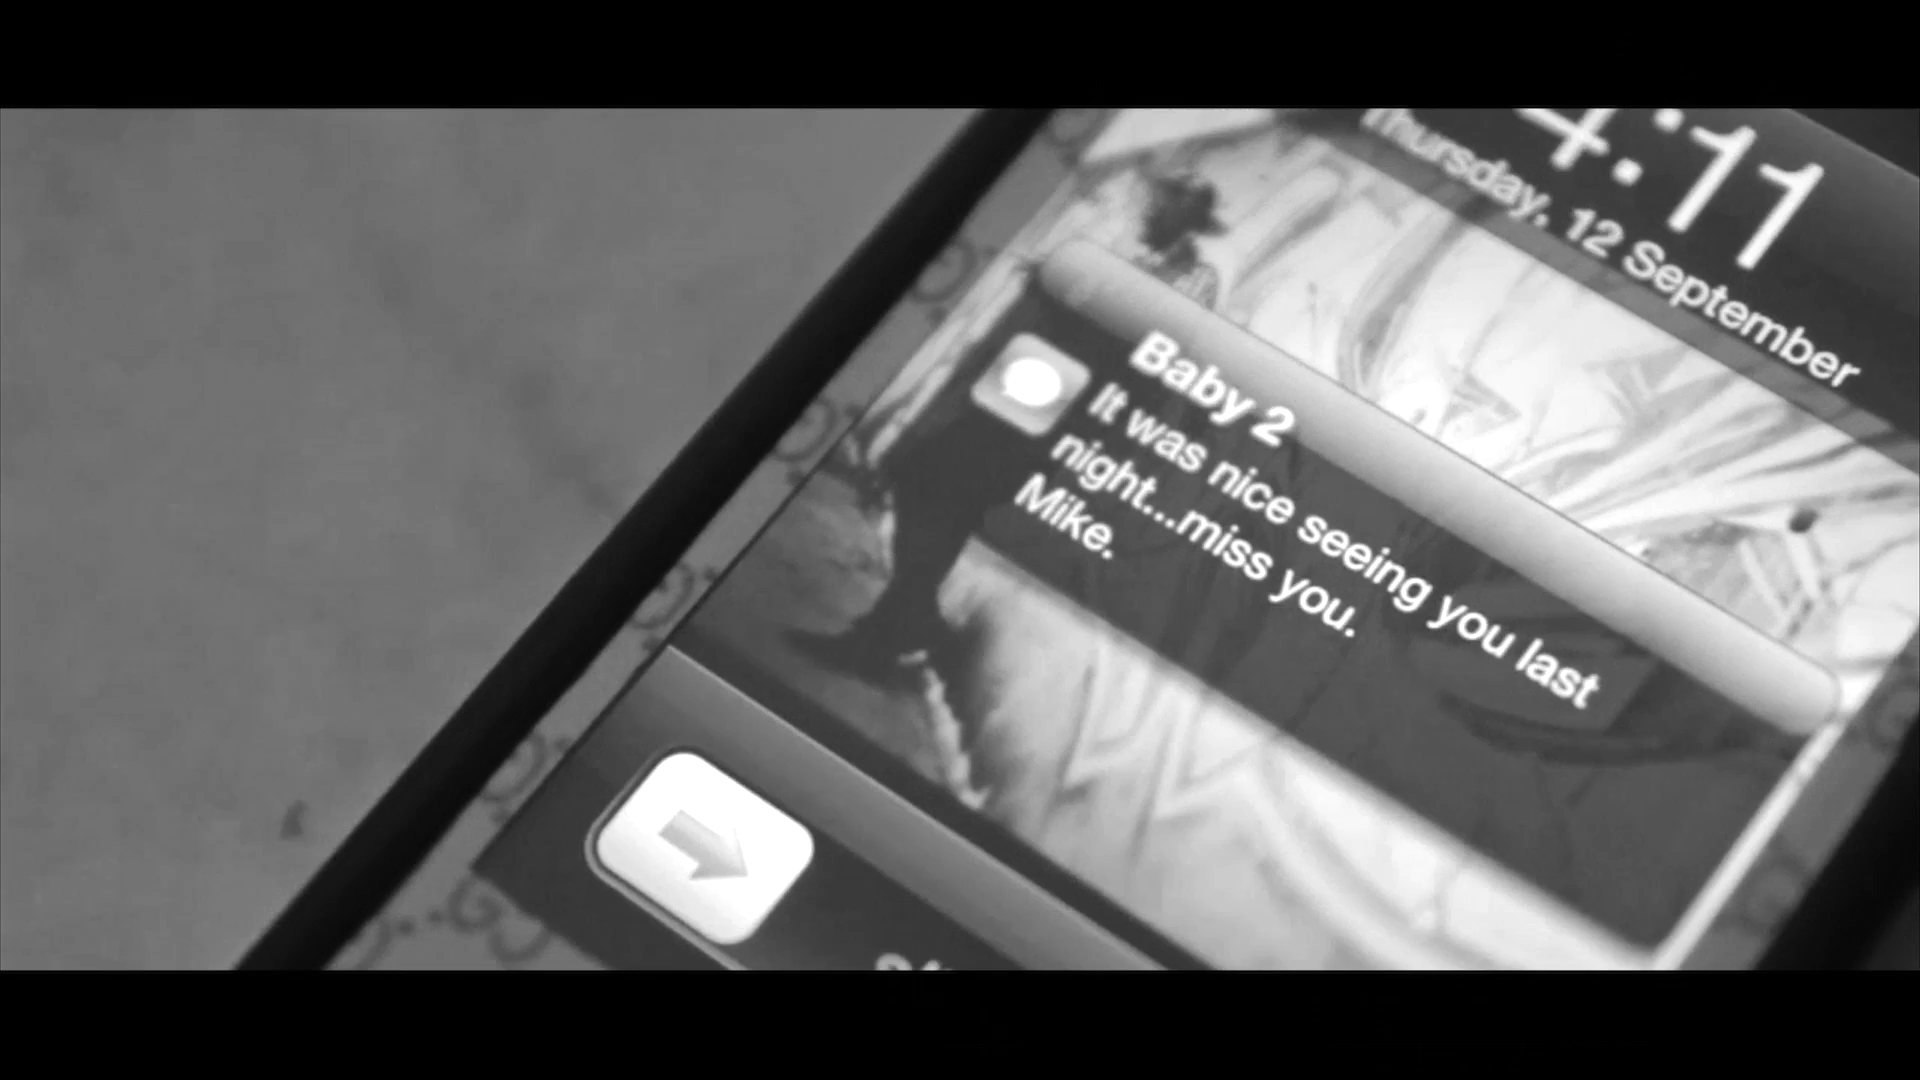 4:11
Thursday, 12 September
Baby 2
It was nice seeing you last
night...miss you.
Mike.